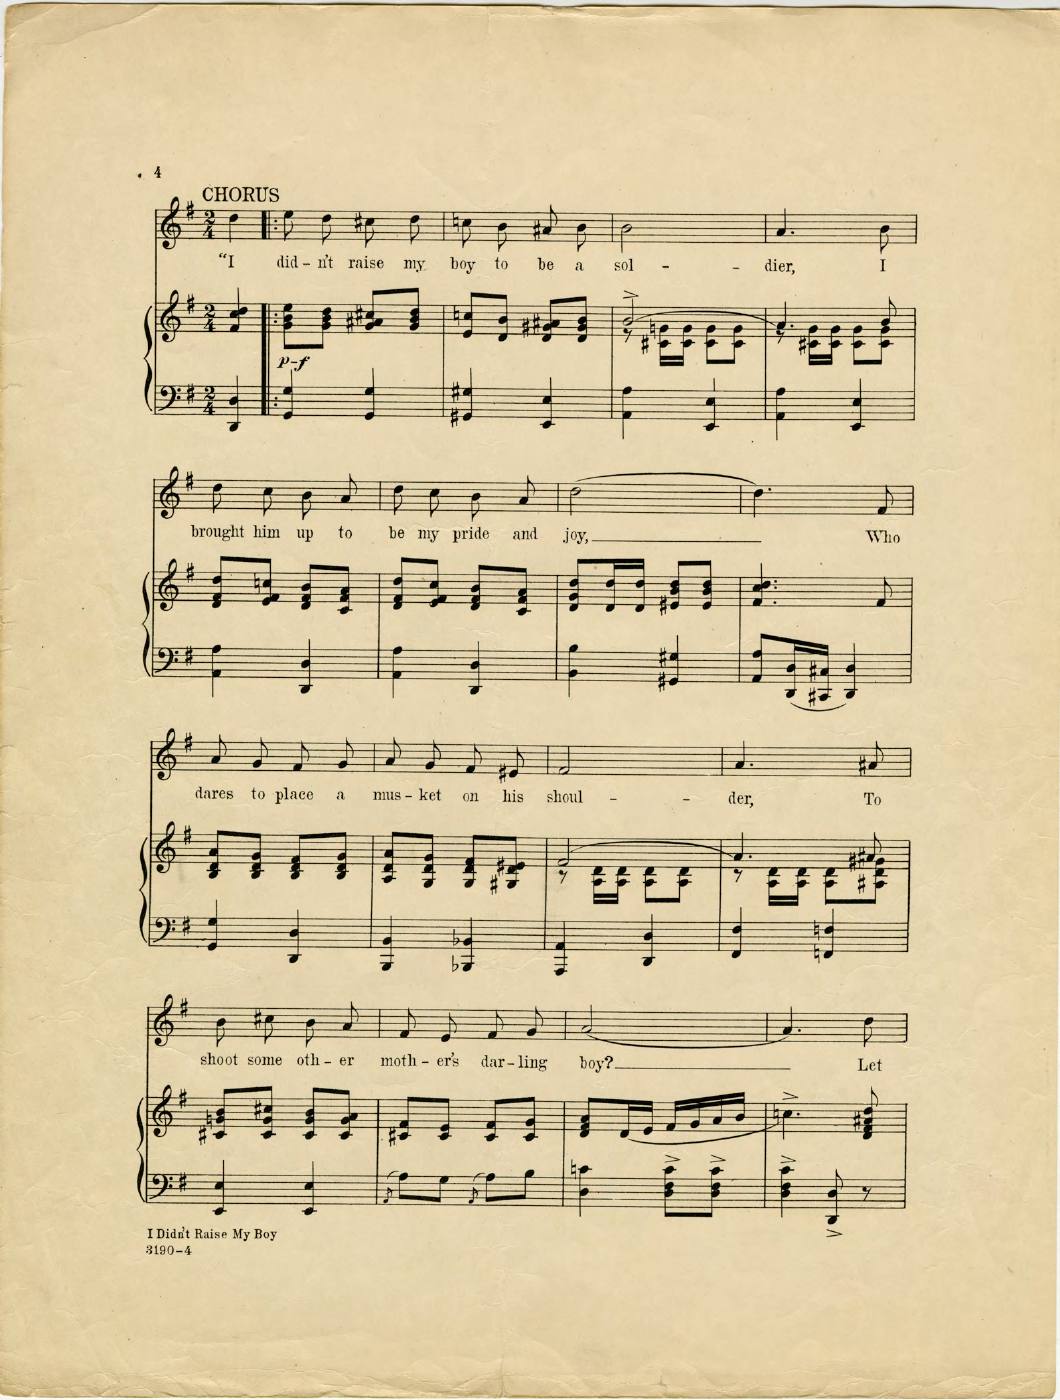 4
CHORUS
“I did-n't raise my boy to be a sol - - dier, I
p-f
brought him up to be my pride and joy, Who
dares to place a mus-ket on his shoul - - der, To
shoot some oth-er moth-er's dar-ling boy? Let
I Didn't Raise My Boy
3190-4